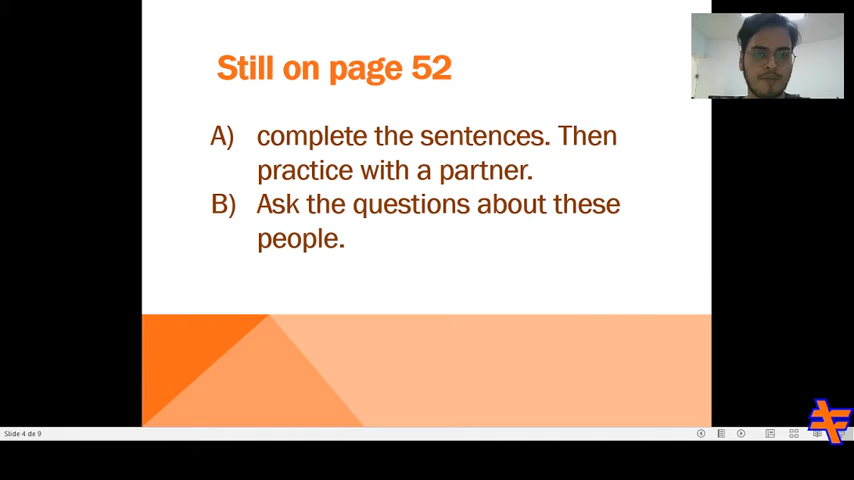 Still on page 52
A) complete the sentences. Then
practice with a partner.
B) Ask the questions about these
people.
Slide 4 de 9